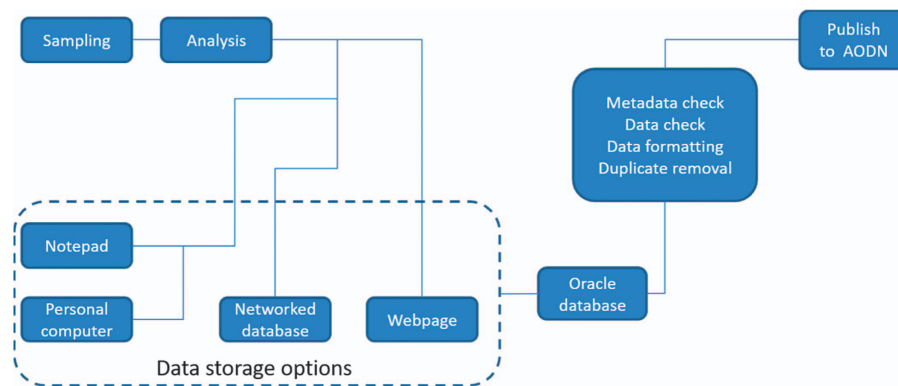 Sampling
Analysis
Publish
to AODN
Metadata check
Data check
Data formatting
Duplicate removal
Notepad
Personal
computer
Networked
database
Webpage
Oracle
database
Data storage options